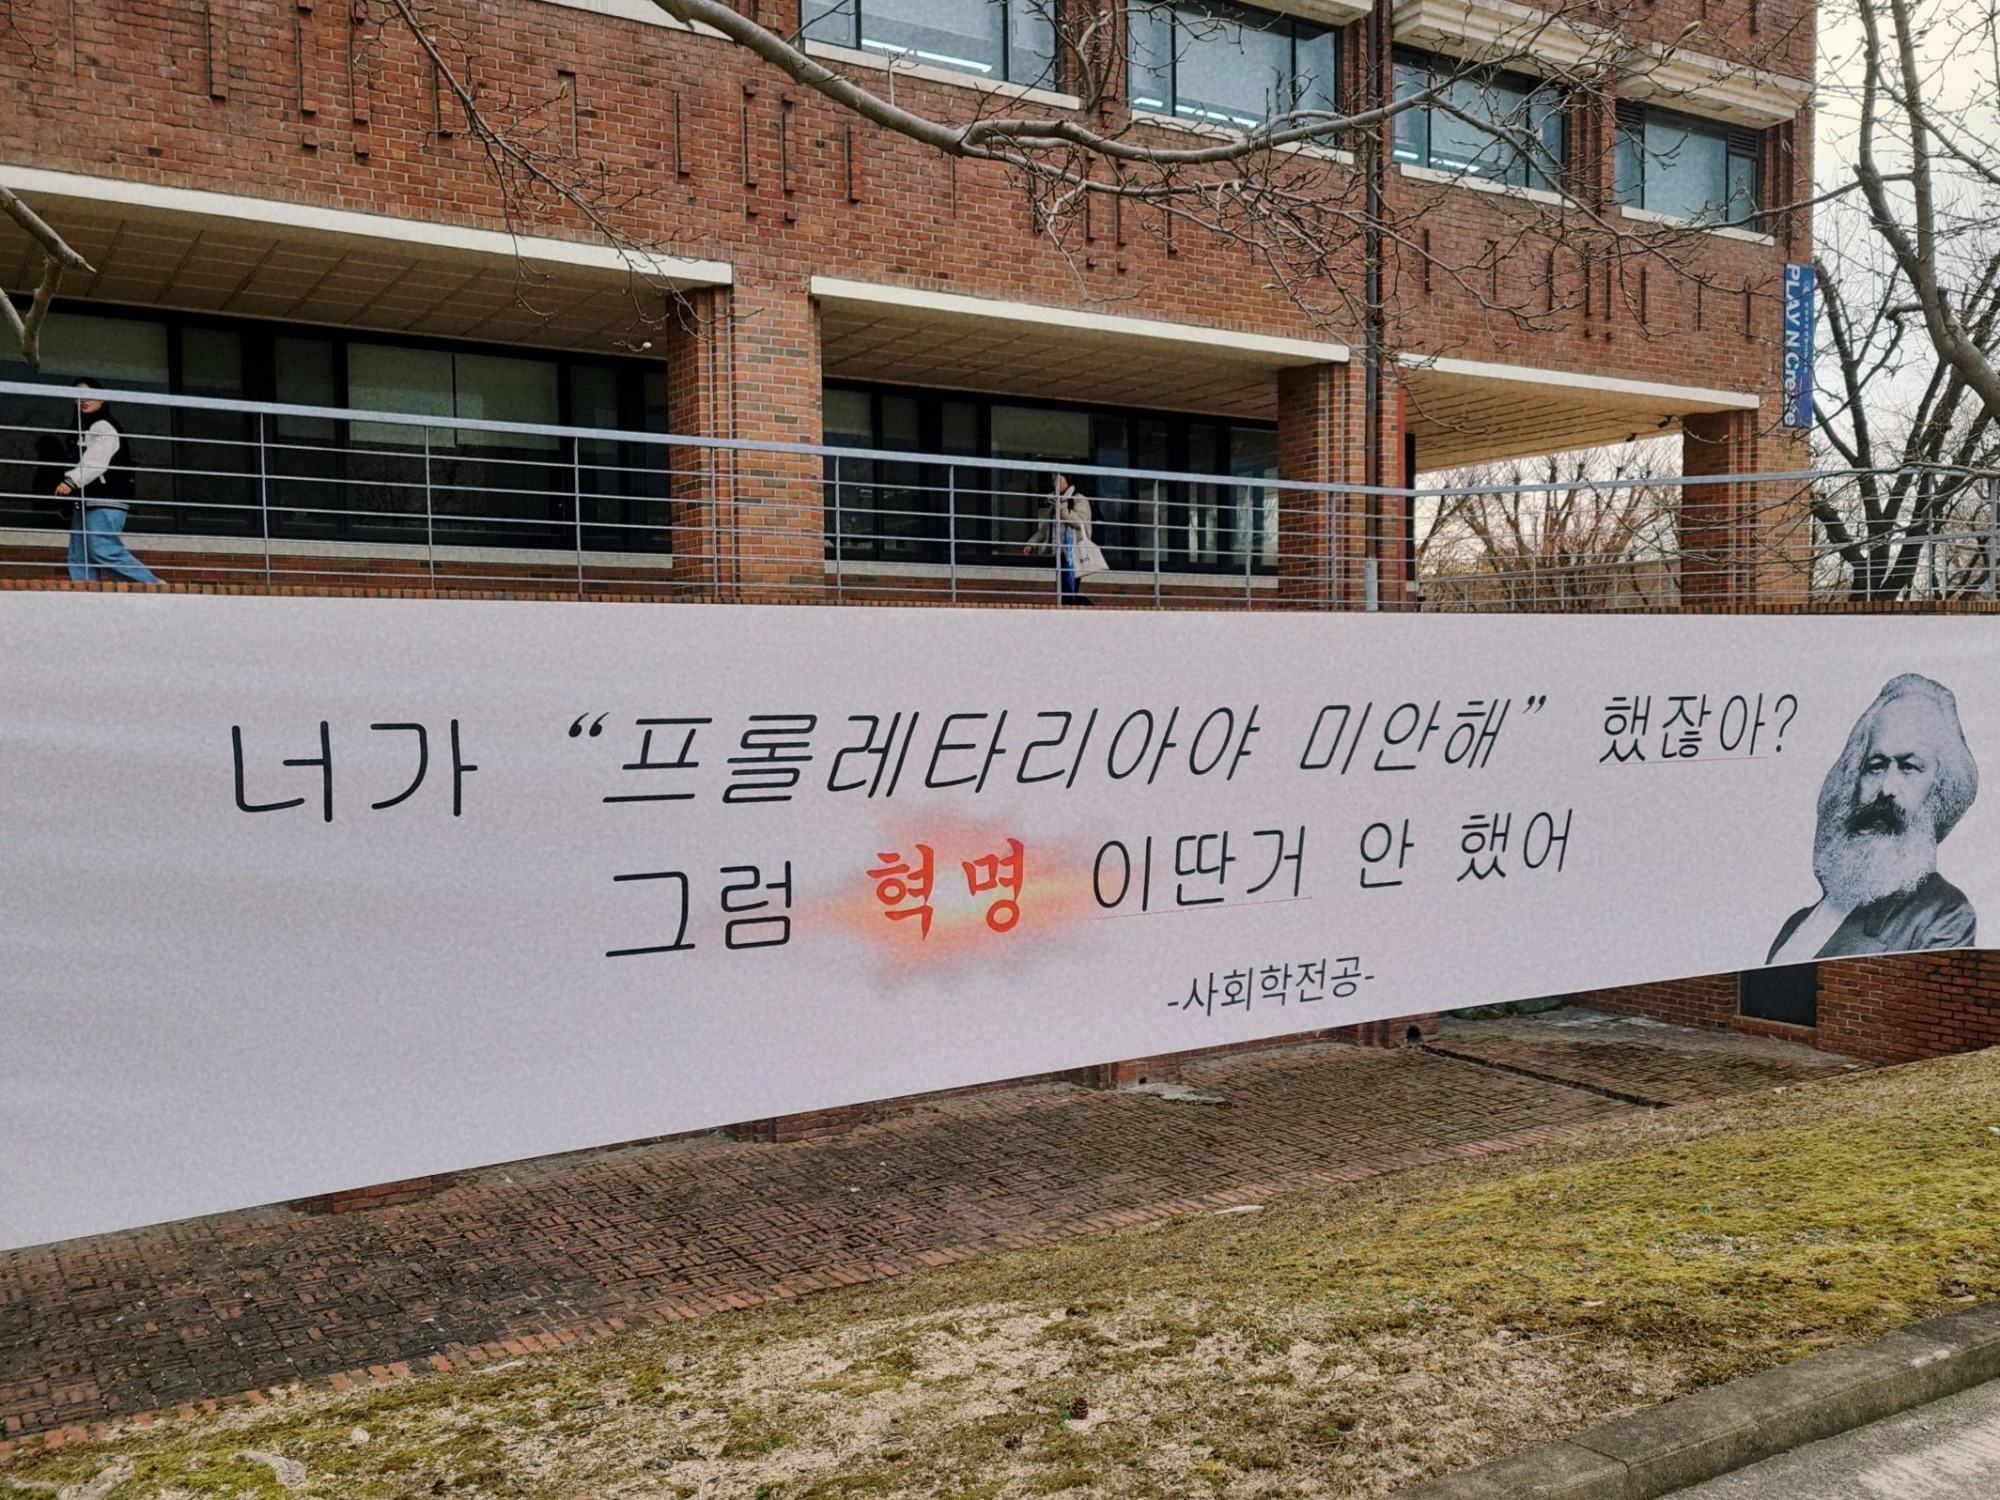 너가 “프롤레타리아야 미안해” 했잖아?
그럼 혁명 이딴거 안 했어
-사회학전공-
PLAY N Cre